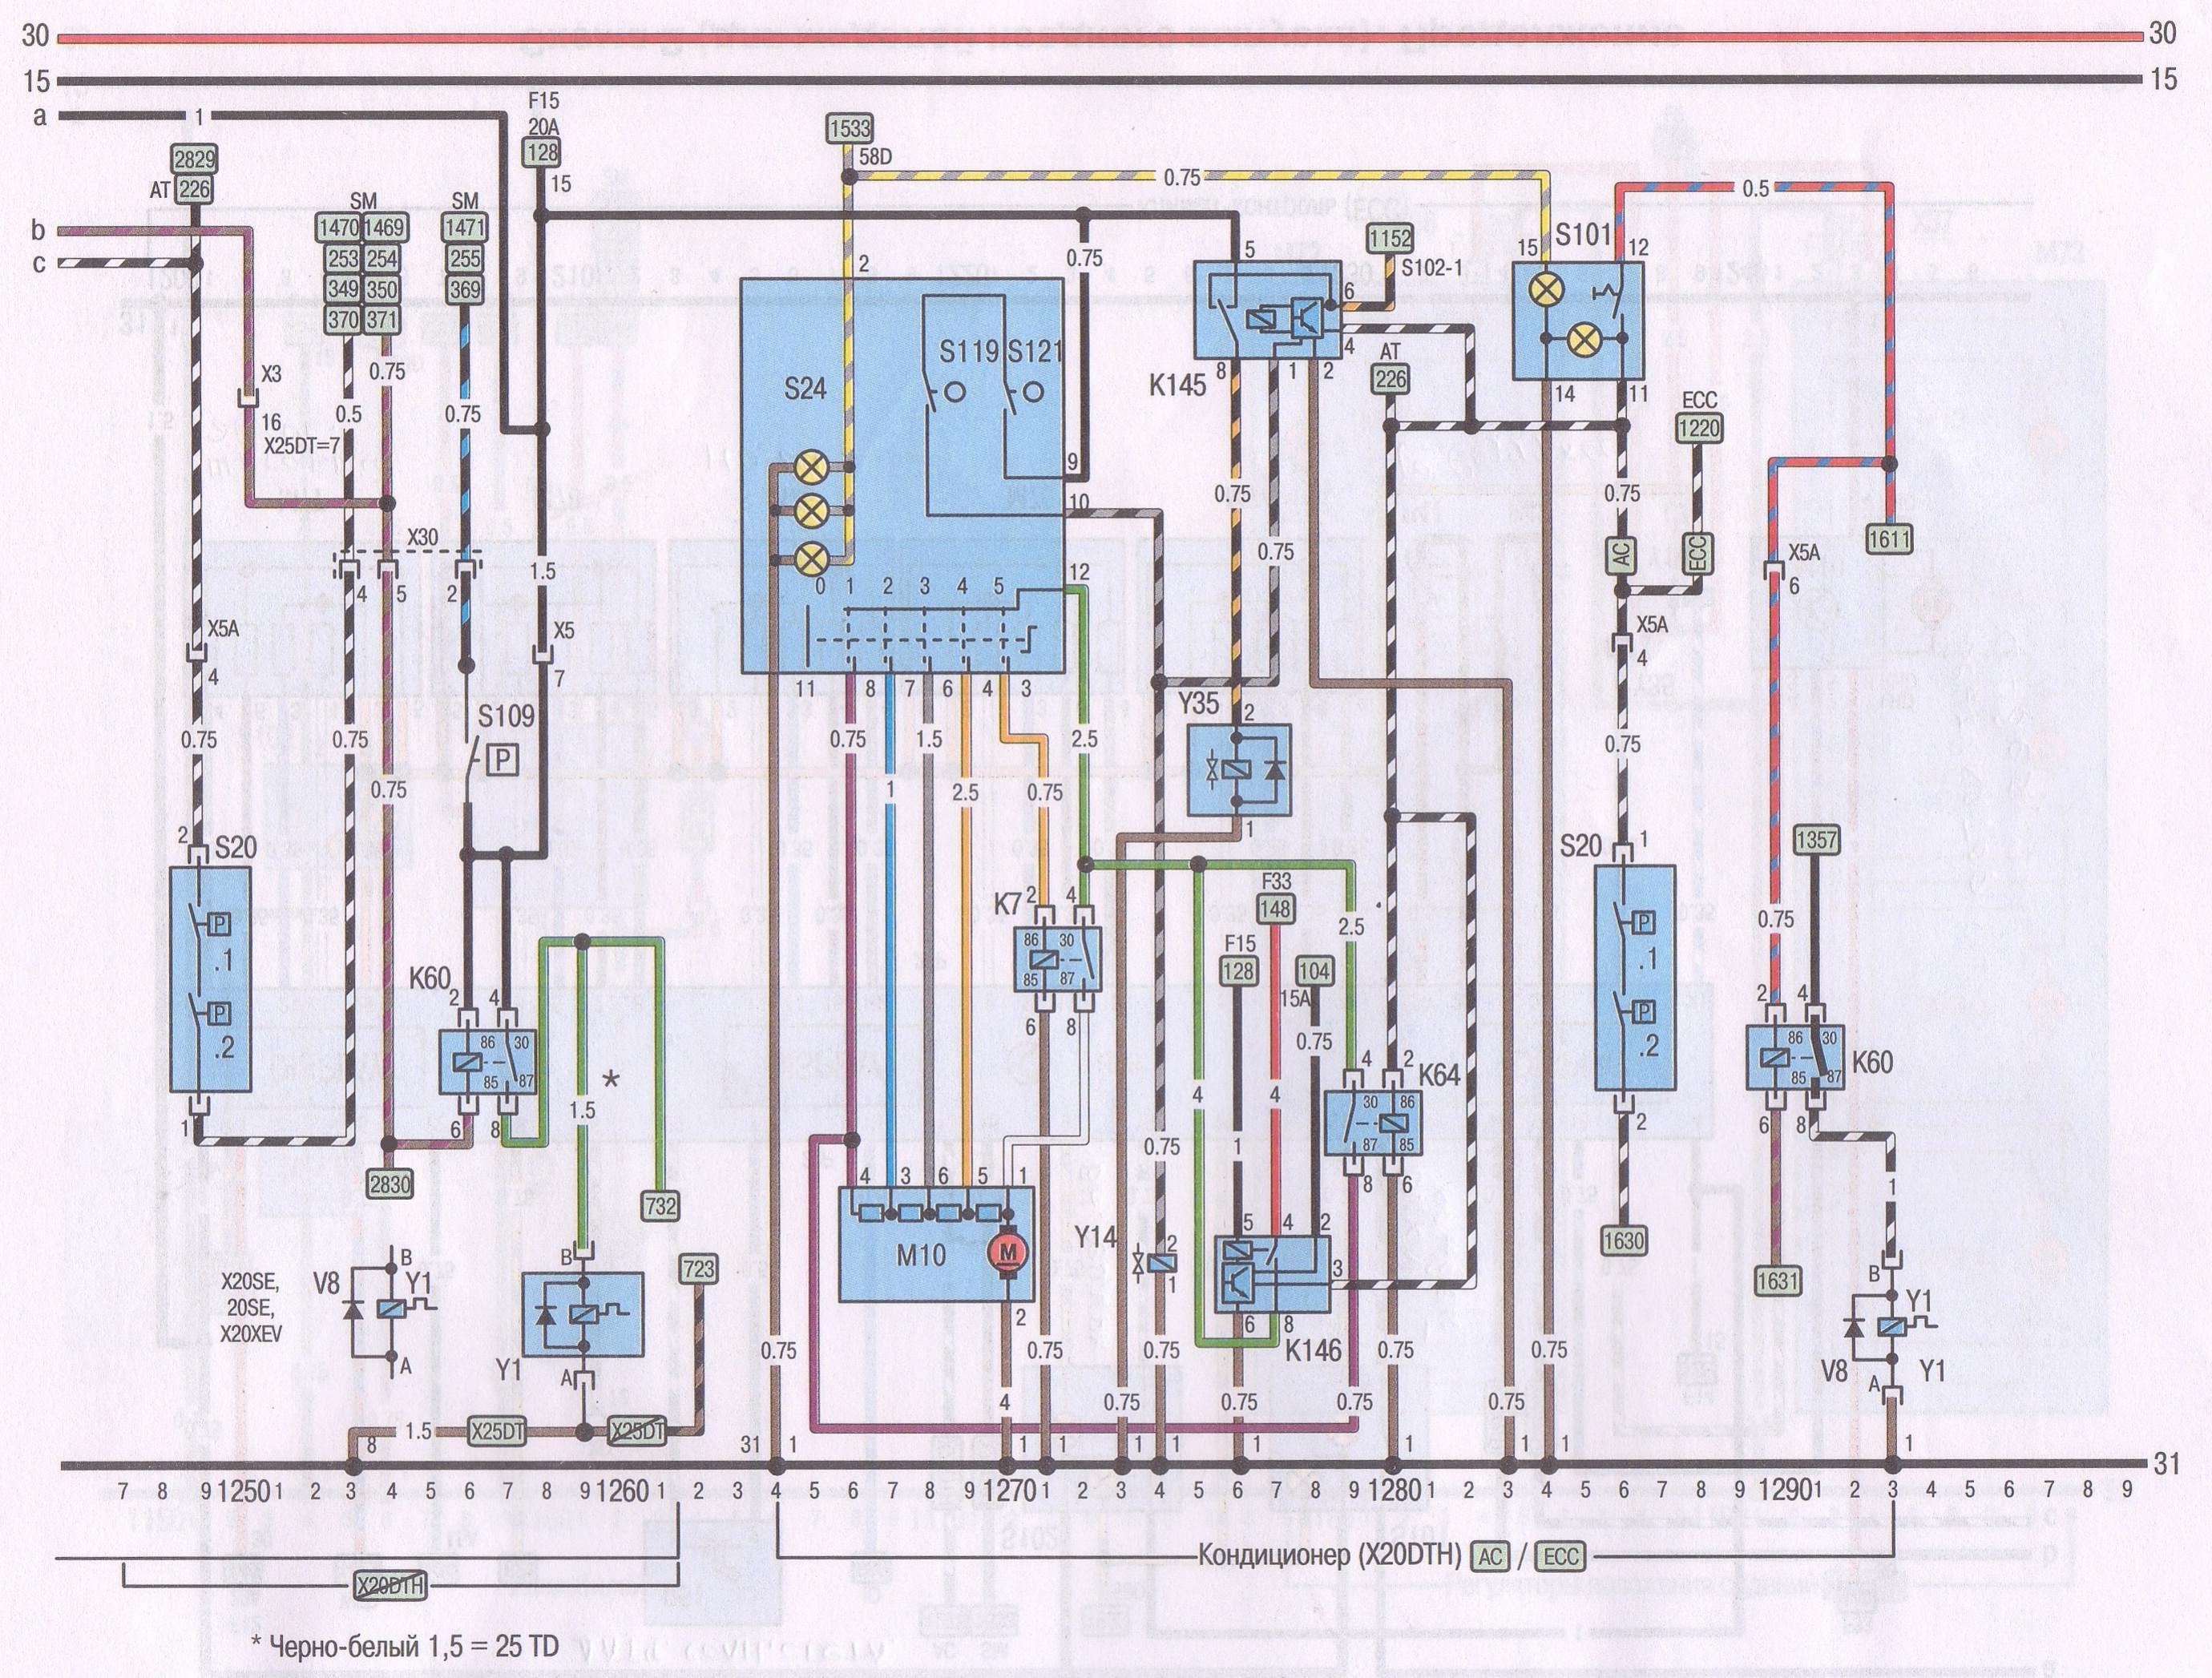 30 30
15 15
a 1
F15
20A
128
15
1533
58D
0.75
0.5
2829
AT 226
b
c
SM
1470 1469
253 254
349 350
370 371
SM
1471
255
369
0.75
0.5
0.75
X3
16
X25DT=7
X30
4 5 2
1.5
X5
7
X5A
4
0.75
0.75
0.75
S109
P
2 S20
P
.1
P
.2
1
K60
2 4
86 30
85 87
6 8
2830
*
1.5
732
723
X20SE,
20SE,
X20XEV
V8
B
Y1
A
B
Y1
A
8 1.5 X25DT X25DT
2
S24
S119 S121
0.75
9
10
12
0 1 2 3 4 5
11 8 7 6 4 3
0.75 1 1.5 2.5 0.75 2.5
5
K145
6
4
8 1 2
1152
S102-1
AT
226
0.75
0.75
Y35
2
1
K7
2 4
86 30
85 87
6 8
4 3 6 5 1
M10
M
2
4
0.75
0.75
0.75
0.75
Y14
2
1
0.75
F33
148
F15
128
104
15A
0.75
4
1
4
2.5
5 4 2
3
6 8
K146
0.75
0.75
4 2
K64
30 86
87 85
8 6
0.75
0.75
0.75
15 S101 12
14 11
ECC
1220
0.75
AC
ECC
X5A
4
0.75
S20 1
P
.1
P
.2
2
1630
X5A
6
1611
0.75
1357
2 4
86 30
85 87
K60
6 8
1631
1
B
Y1
V8
Y1
A
31 1 1 1 1 1 1 1 1 1 1
31
7 8 9 1250 1 2 3 4 5 6 7 8 9 1260 1 2 3 4 5 6 7 8 9 1270 1 2 3 4 5 6 7 8 9 1280 1 2 3 4 5 6 7 8 9 1290 1 2 3 4 5 6 7 8 9
Кондиционер (X20DTH) AC / ECC
X20DTH
* Черно-белый 1,5 = 25 TD